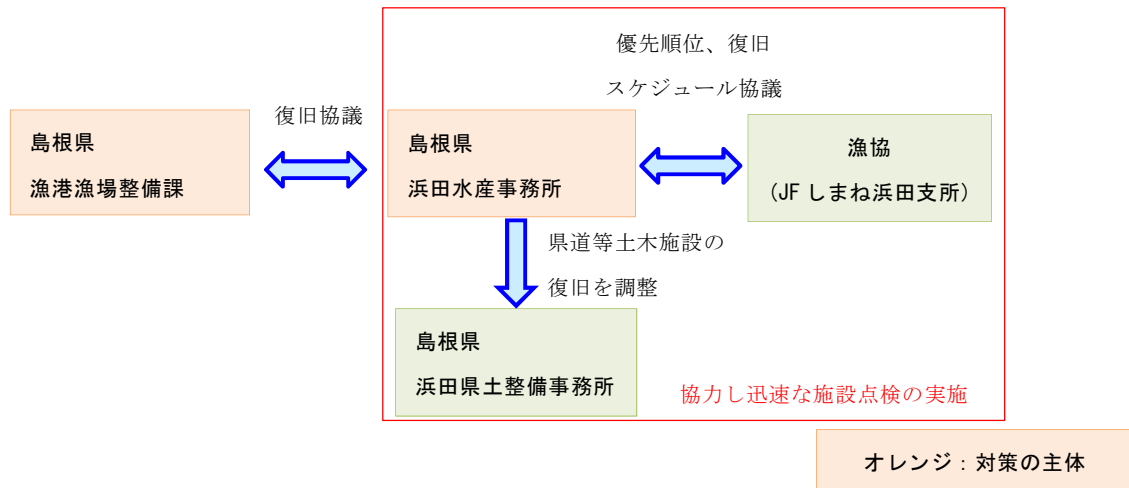 優先順位、復旧
スケジュール協議
復旧協議
島根県
漁港漁場整備課
島根県
浜田水産事務所
漁協
（JF しまね浜田支所）
県道等土木施設の
復旧を調整
島根県
浜田県土整備事務所
協力し迅速な施設点検の実施
オレンジ：対策の主体